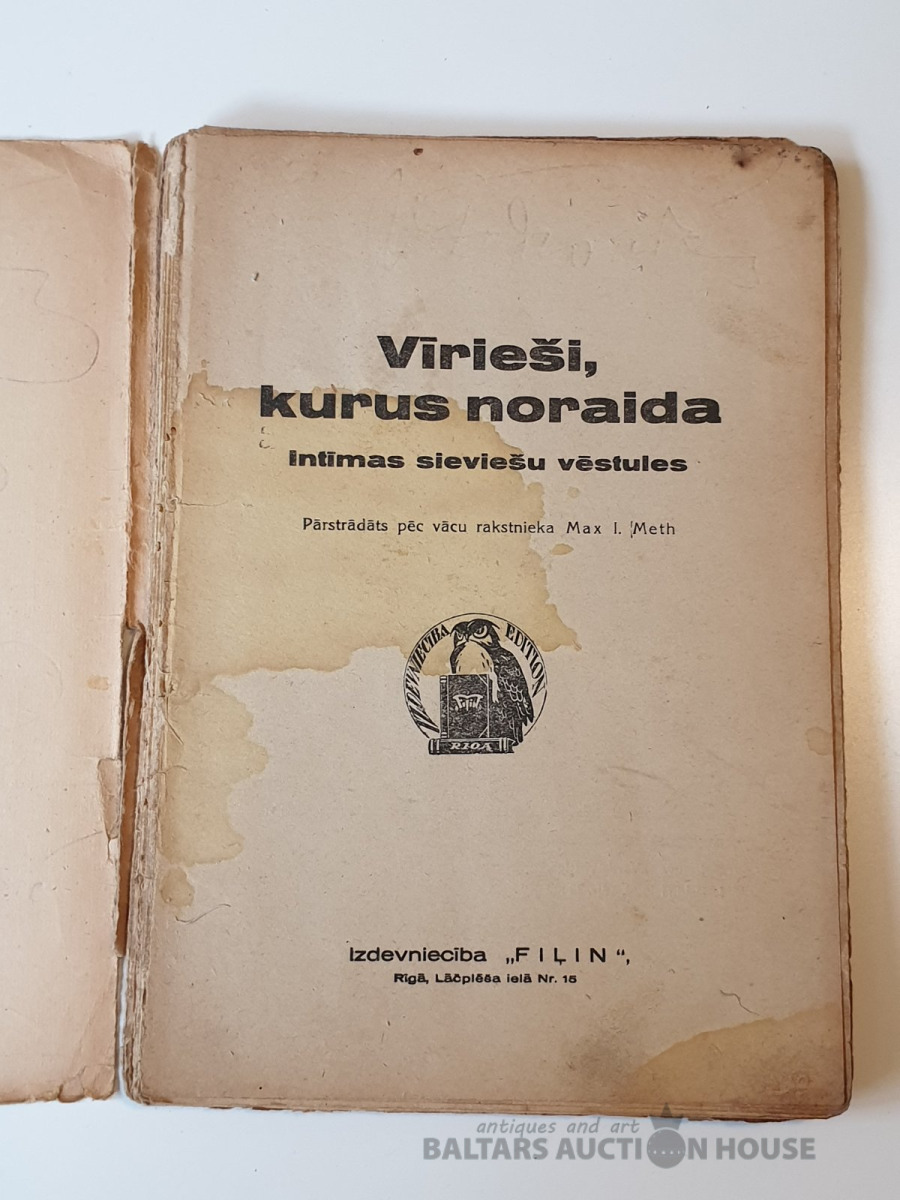 Vīrieši,
kurus noraida
Intīmas sieviešu vēstules
Pārstrādāts pēc vācu rakstnieka Max I. Meth
IZDEVNIECĪBA EDITION
RIGA
Izdevniecība „FIĻIN“,
Rīgā, Lāčplēša ielā Nr. 15
antiques and art
BALTARS AUCTION HOUSE